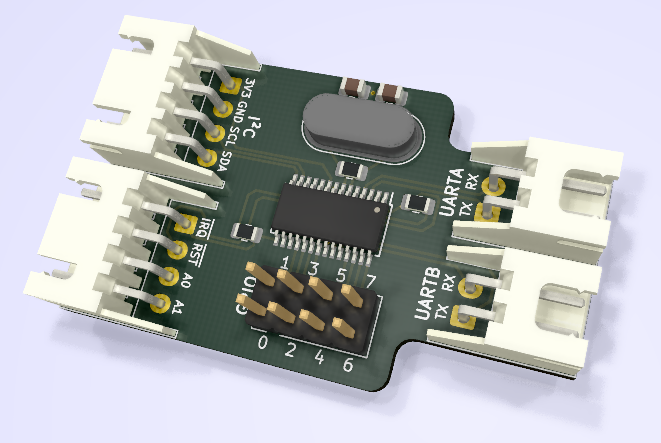 3V3 GND SCL SDA
I²C
IRQ RST A0 A1
UARTA
RX
TX
UARTB
RX
TX
GPIO
1 3 5 7
0 2 4 6